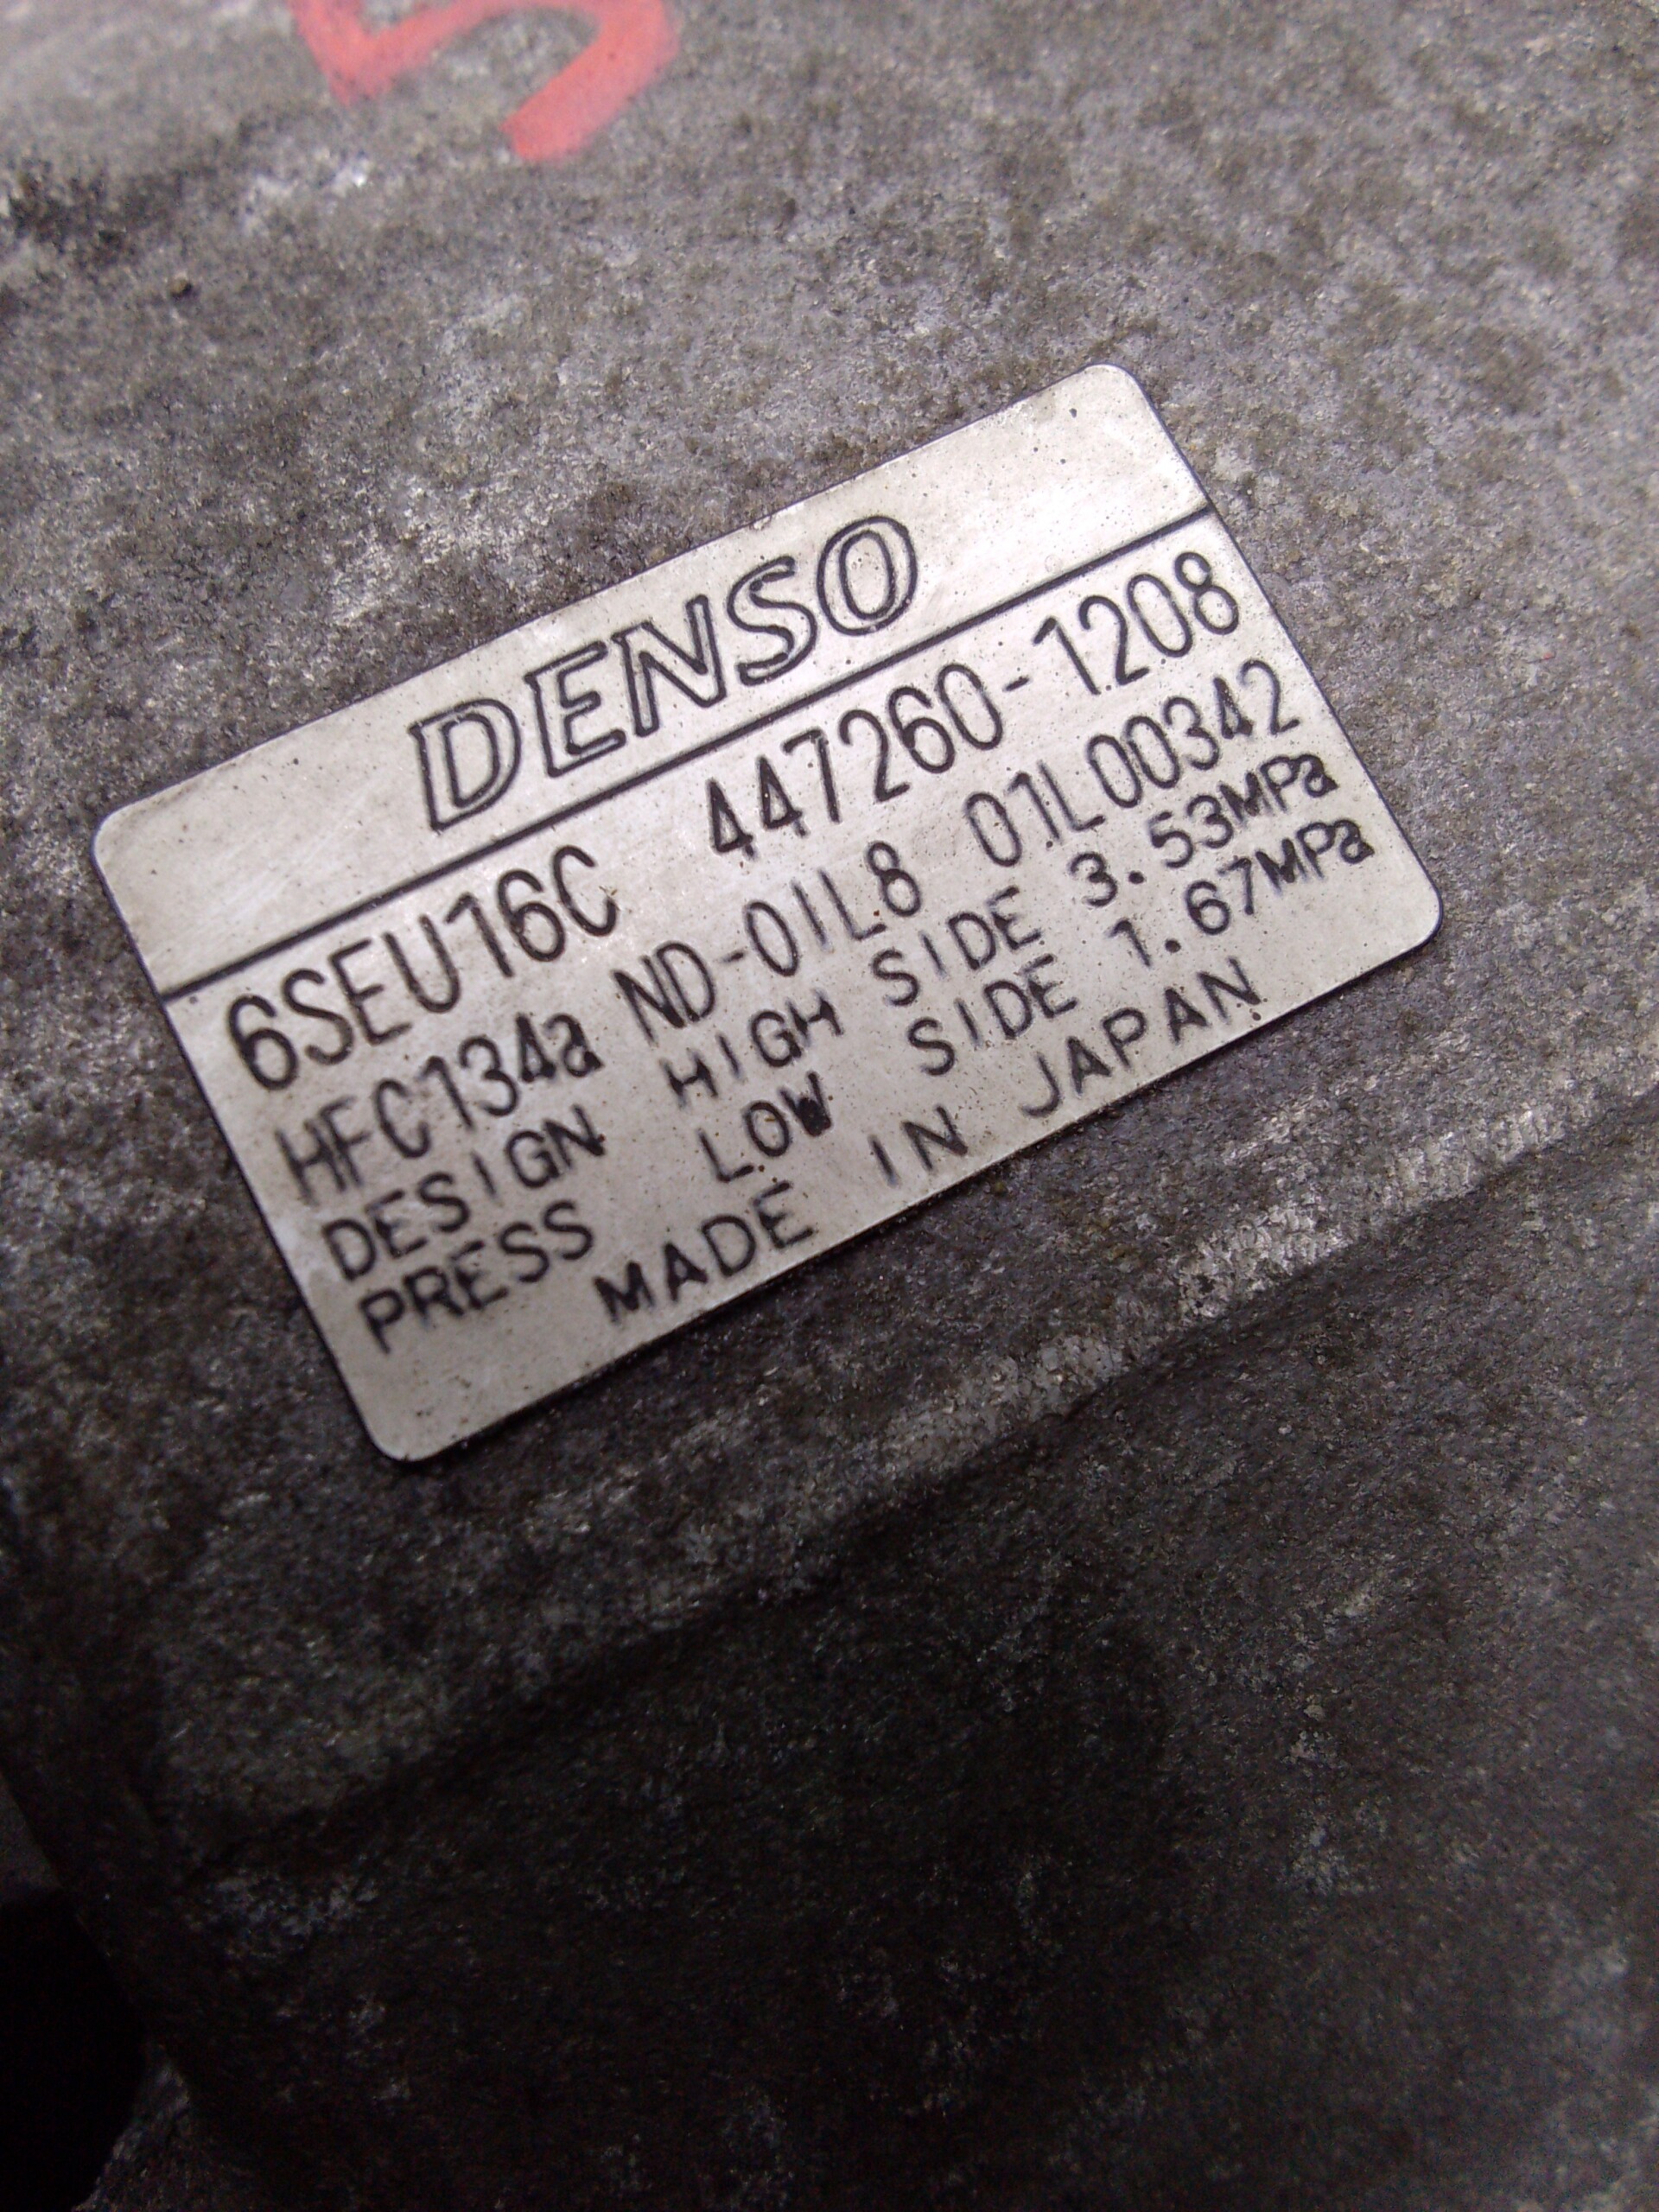 5
DENSO
6SEU16C 447260-1208
HFC134a ND-OIL8 01L00342
DESIGN HIGH SIDE 3.53MPa
PRESS LOW SIDE 1.67MPa
MADE IN JAPAN